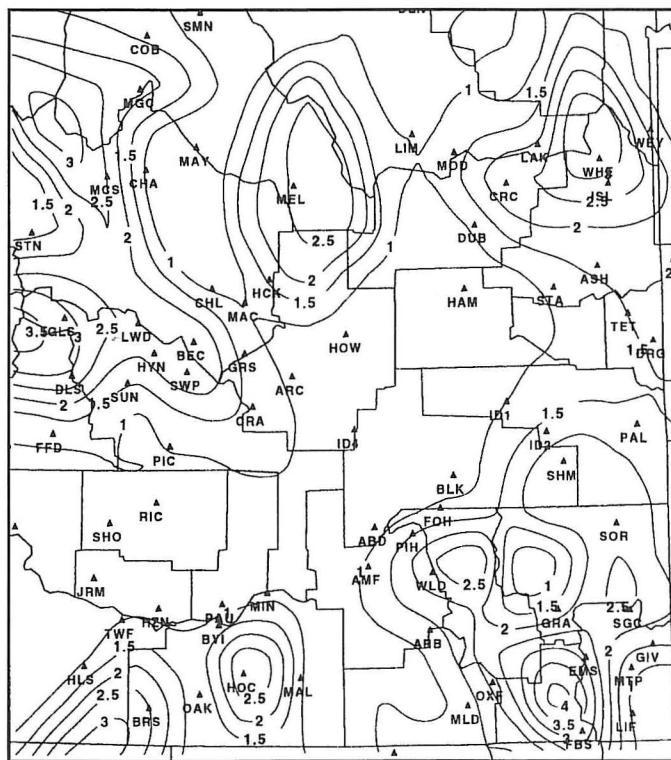 SMN
COB
MGC
1.5
1
1.5
3
MAY
LIM
MOD
LAK
WEY
WHS
MCS
CHA
MEL
CRC
ISL
1.5
2.5
2.5
2
2
2
2.5
1
DUB
STN
2
1
2
ASH
HCK
1.5
CHL
MAC
HAM
STA
3.5
GLS
3
2.5
LWD
TET
BEC
HOW
DRG
HYN
GRS
1.5
DLS
SWP
ARC
2
SUN
CRA
ID1
1.5
1
ID4
FFD
PIC
PAL
SHM
BLK
RIC
FOH
SHO
ABD
PIH
SOR
AMF
1
JRM
WLD
2.5
1
MIN
1.5
2.5
HZN
1
GRA
SGC
TWF
2
BVI
ABB
1.5
2
GIV
HLS
2
EMS
MTP
2.5
HOC
2.5
MAL
OXF
OAK
4
3
BRS
2
MLD
3.5
LIF
1.5
3
FBS